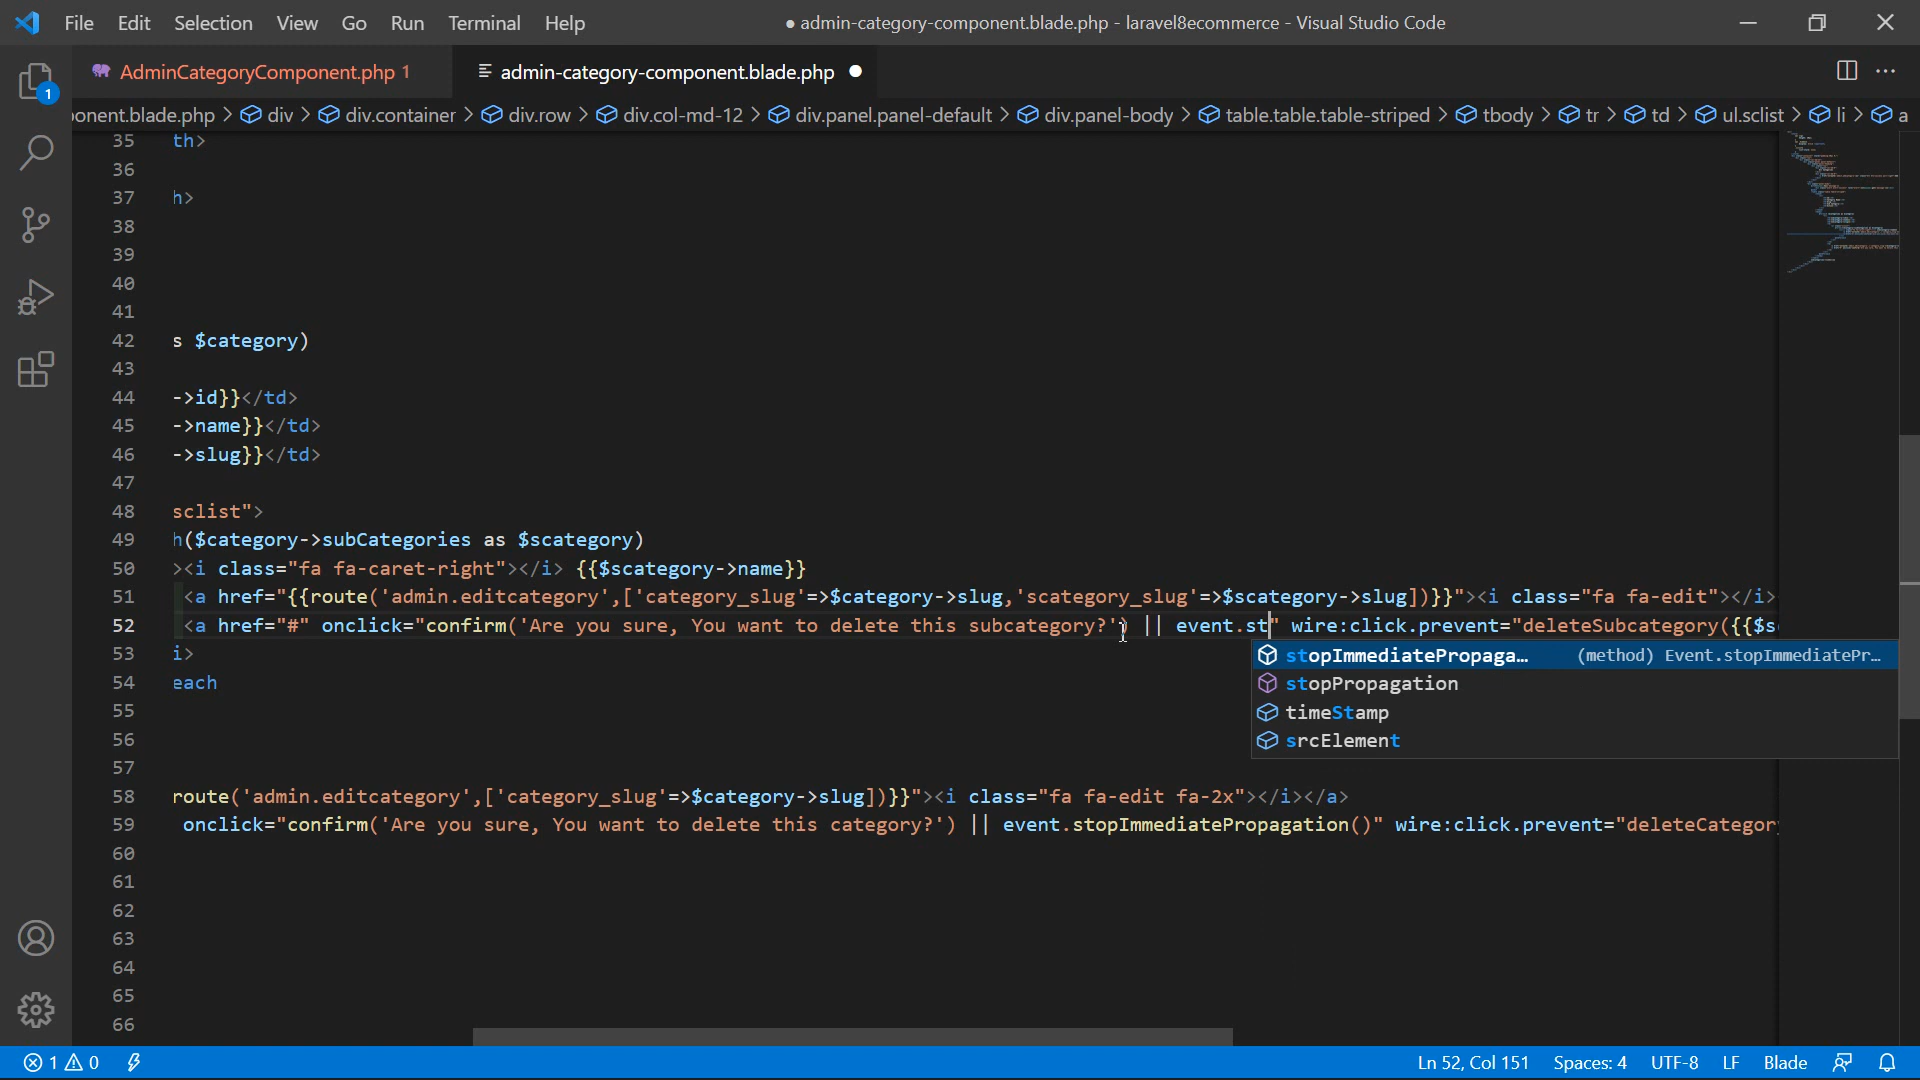 File Edit Selection View Go Run Terminal Help ● admin-category-component.blade.php - laravel8ecommerce - Visual Studio Code
AdminCategoryComponent.php 1 admin-category-component.blade.php ●
1
onent.blade.php > div > div.container > div.row > div.col-md-12 > div.panel.panel-default > div.panel-body > table.table.table-striped > tbody > tr > td > ul.sclist > li > a
35 th>
36
37 h>
38
39
40
41
42 s $category)
43
44 ->id}}</td>
45 ->name}}</td>
46 ->slug}}</td>
47
48 sclist">
49 h($category->subCategories as $scategory)
50 ><i class="fa fa-caret-right"></i> {{$scategory->name}}
51 <a href="{{route('admin.editcategory',['category_slug'=>$category->slug,'scategory_slug'=>$scategory->slug])}}"><i class="fa fa-edit"></i>
52 <a href="#" onclick="confirm('Are you sure, You want to delete this subcategory?') || event.st" wire:click.prevent="deleteSubcategory({{$s
53 i>
stopImmediatePropaga... (method) Event.stopImmediatePr...
54 each
stopPropagation
55
timeStamp
56
srcElement
57
58 route('admin.editcategory',['category_slug'=>$category->slug])}}"><i class="fa fa-edit fa-2x"></i></a>
59 onclick="confirm('Are you sure, You want to delete this category?') || event.stopImmediatePropagation()" wire:click.prevent="deleteCategor
60
61
62
63
64
65
66
1 0 Ln 52, Col 151 Spaces: 4 UTF-8 LF Blade